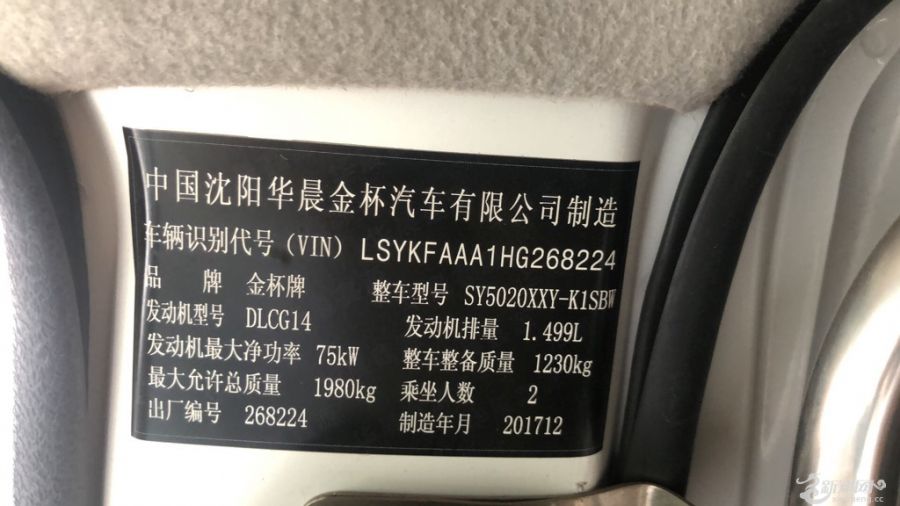 中国沈阳华晨金杯汽车有限公司制造
车辆识别代号(VIN) LSYKFAAA1HG268224
品 牌 金杯牌 整车型号 SY5020XXY-K1SBW
发动机型号 DLCG14 发动机排量 1.499L
发动机最大净功率 75kW 整车整备质量 1230kg
最大允许总质量 1980kg 乘坐人数 2
出厂编号 268224 制造年月 201712